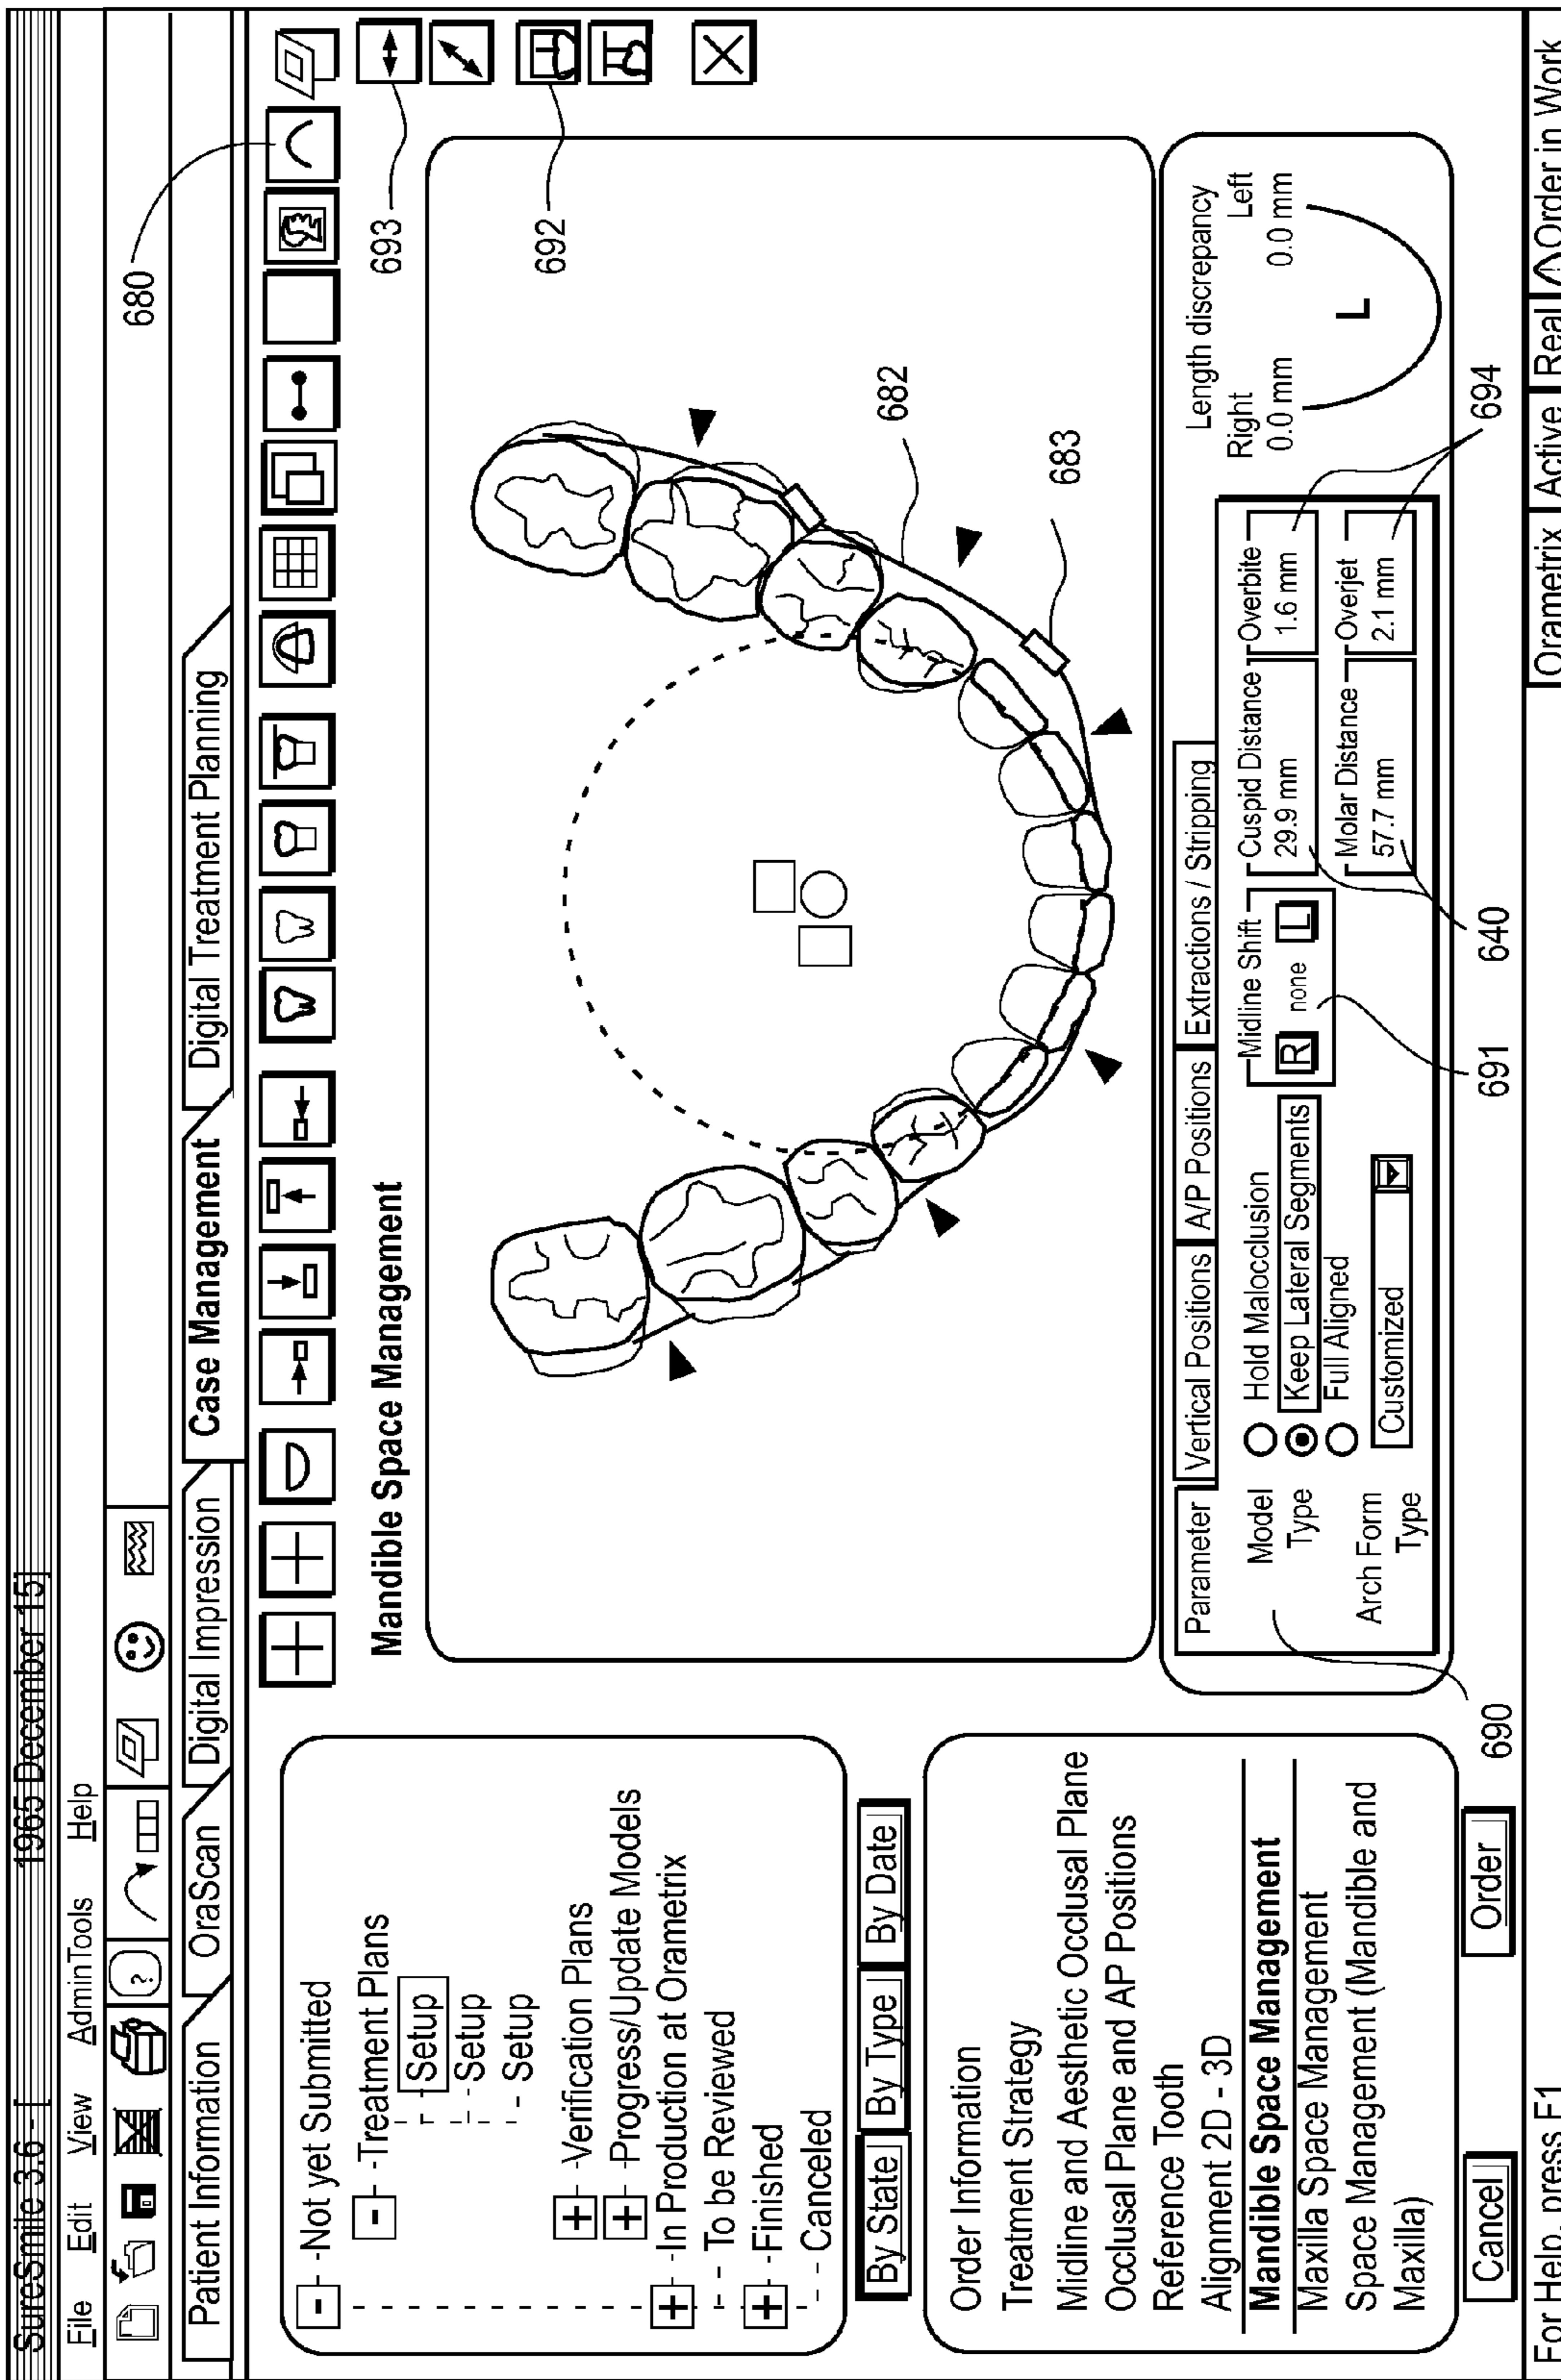 SureSmile 3.6 - [ 1965 December 15]
File Edit View AdminTools Help
?
Patient Information OraScan Digital Impression Case Management Digital Treatment Planning
680
Mandible Space Management
693
692
682
683
Not yet Submitted
Treatment Plans
Setup
Setup
Setup
Verification Plans
Progress/Update Models
In Production at Orametrix
To be Reviewed
Finished
Canceled
By State By Type By Date
Order Information
Treatment Strategy
Midline and Aesthetic Occlusal Plane
Occlusal Plane and AP Positions
Reference Tooth
Alignment 2D - 3D
Mandible Space Management
Maxilla Space Management
Space Management (Mandible and
Maxilla)
Cancel Order
Parameter Vertical Positions A/P Positions Extractions / Stripping
Model
Type
Hold Malocclusion
Keep Lateral Segments
Full Aligned
Arch Form
Type
Customized
Midline Shift
R none L
Cuspid Distance
29.9 mm
Overbite
1.6 mm
Molar Distance
57.7 mm
Overjet
2.1 mm
Length discrepancy
Right Left
0.0 mm 0.0 mm
L
690
691
640
694
For Help, press F1
Orametrix Active Real Order in Work